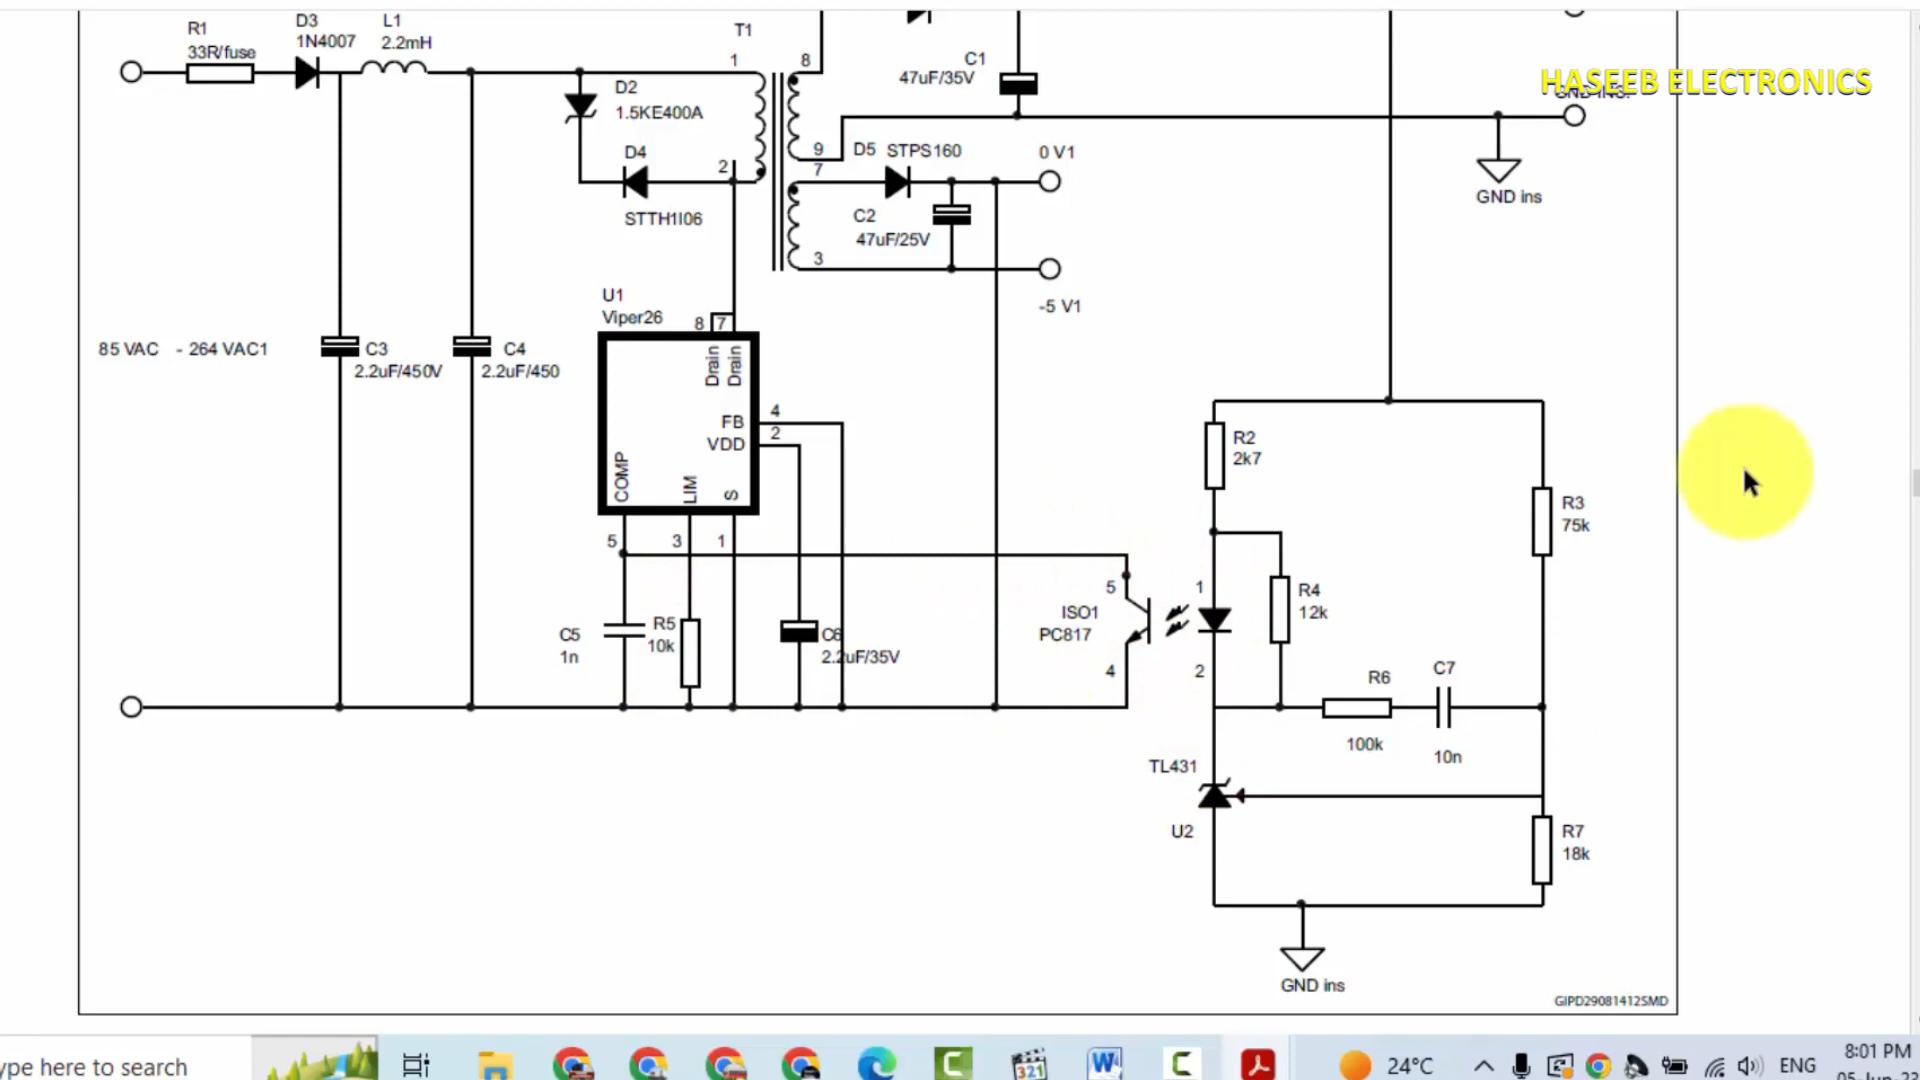 R1
33R/fuse
D3
1N4007
L1
2.2mH
T1
1
8
C1
47uF/35V
HASEEB ELECTRONICS
D2
1.5KE400A
D4
2
STTH1I06
9
7
D5 STPS160
0 V1
C2
47uF/25V
3
-5 V1
GND ins
U1
Viper26
8
7
Drain
Drain
85 VAC - 264 VAC1
C3
2.2uF/450V
C4
2.2uF/450
FB
VDD
4
2
COMP
LIM
S
5
3
1
R2
2k7
R3
75k
C5
1n
R5
10k
C6
2.2uF/35V
5
ISO1
PC817
4
1
2
R4
12k
R6
100k
C7
10n
TL431
U2
R7
18k
GND ins
GIPD29081412SMD
ype here to search
321
24°C
ENG
8:01 PM